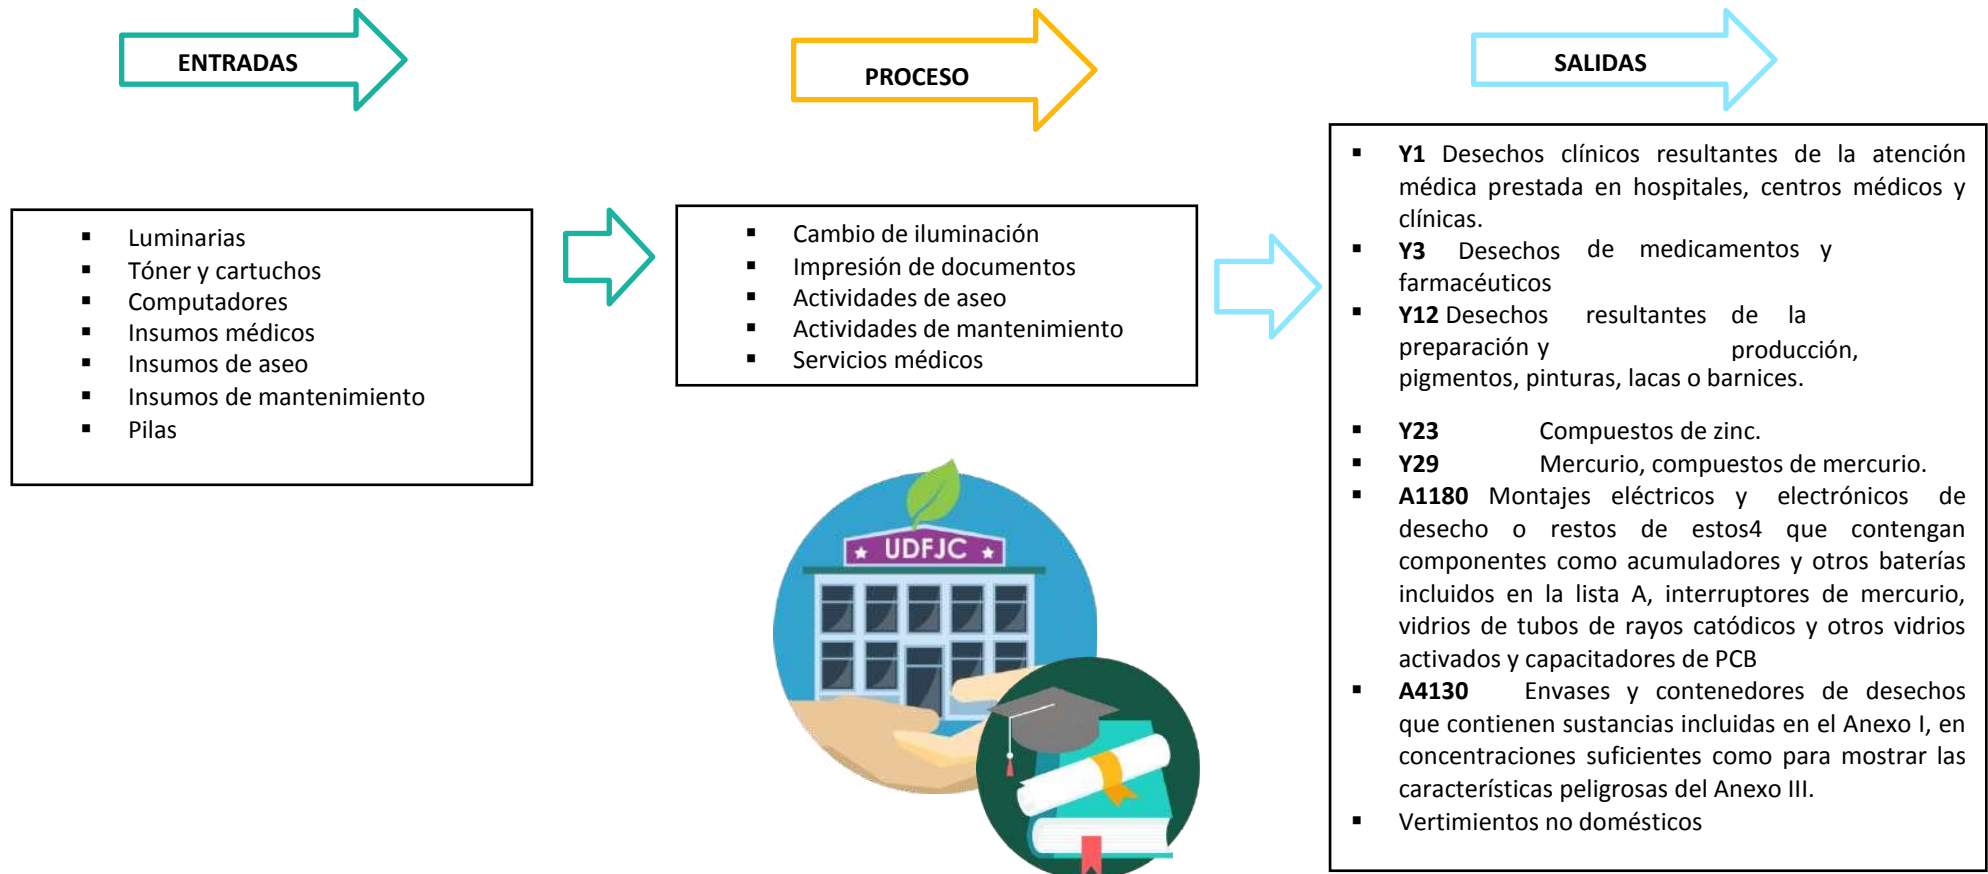 ENTRADAS
PROCESO
SALIDAS
▪ Luminarias
▪ Tóner y cartuchos
▪ Computadores
▪ Insumos médicos
▪ Insumos de aseo
▪ Insumos de mantenimiento
▪ Pilas
▪ Cambio de iluminación
▪ Impresión de documentos
▪ Actividades de aseo
▪ Actividades de mantenimiento
▪ Servicios médicos
UDFJC
▪ Y1 Desechos clínicos resultantes de la atención
médica prestada en hospitales, centros médicos y
clínicas.
▪ Y3 Desechos de medicamentos y
farmacéuticos
▪ Y12 Desechos resultantes de la
preparación y producción,
pigmentos, pinturas, lacas o barnices.
▪ Y23 Compuestos de zinc.
▪ Y29 Mercurio, compuestos de mercurio.
▪ A1180 Montajes eléctricos y electrónicos de
desecho o restos de estos4 que contengan
componentes como acumuladores y otros baterías
incluidos en la lista A, interruptores de mercurio,
vidrios de tubos de rayos catódicos y otros vidrios
activados y capacitadores de PCB
▪ A4130 Envases y contenedores de desechos
que contienen sustancias incluidas en el Anexo I, en
concentraciones suficientes como para mostrar las
características peligrosas del Anexo III.
▪ Vertimientos no domésticos